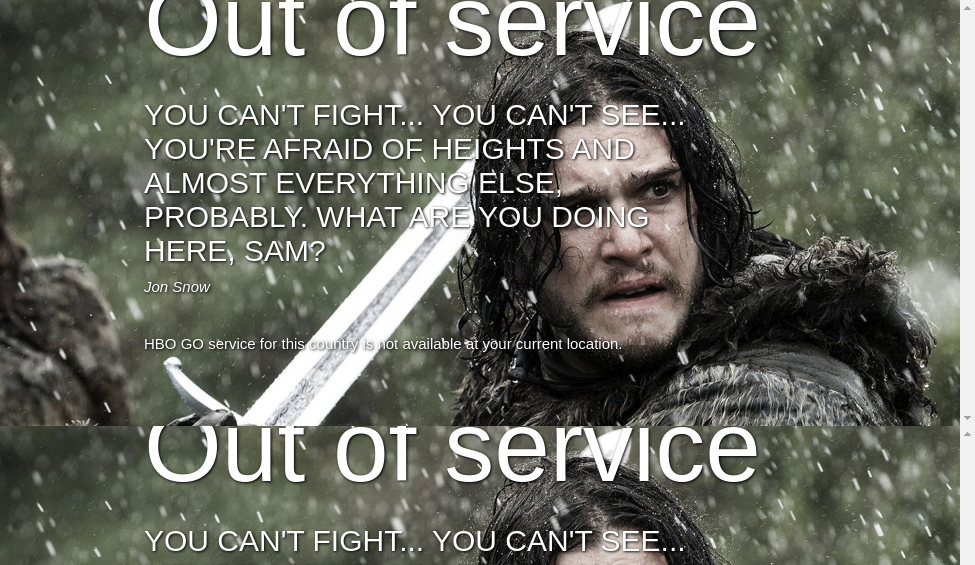 Out of service
YOU CAN'T FIGHT... YOU CAN'T SEE...
YOU'RE AFRAID OF HEIGHTS AND
ALMOST EVERYTHING ELSE,
PROBABLY. WHAT ARE YOU DOING
HERE, SAM?
Jon Snow
HBO GO service for this country is not available at your current location.
Out of service
YOU CAN'T FIGHT... YOU CAN'T SEE...